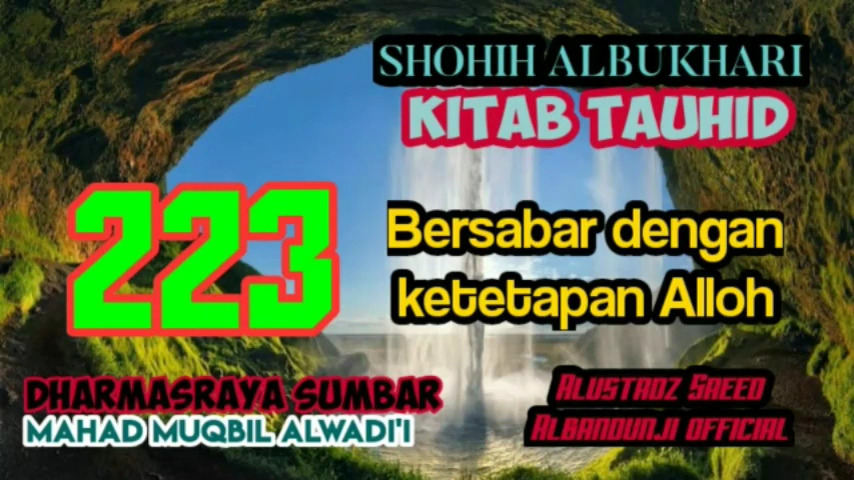 SHOHIH ALBUKHARI
KITAB TAUHID
223
Bersabar dengan
ketetapan Alloh
DHARMASRAYA SUMBAR
MAHAD MUQBIL ALWADI'I
Alustadz Saeed
Albandunji official